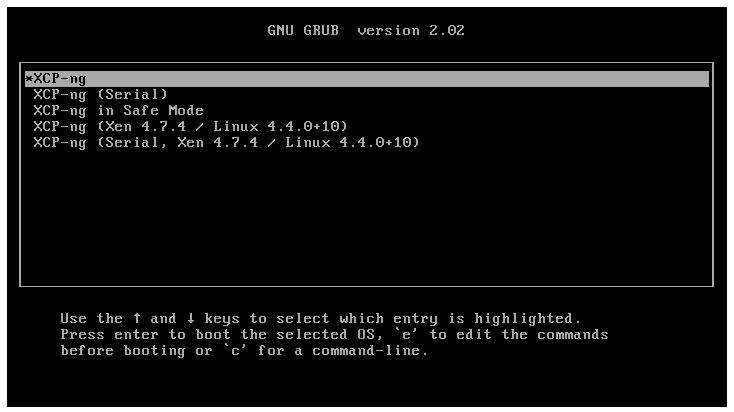 GNU GRUB  version 2.02
*XCP-ng
XCP-ng (Serial)
XCP-ng in Safe Mode
XCP-ng (Xen 4.7.4 / Linux 4.4.0+10)
XCP-ng (Serial, Xen 4.7.4 / Linux 4.4.0+10)
Use the ↑ and ↓ keys to select which entry is highlighted.
Press enter to boot the selected OS, `e' to edit the commands
before booting or `c' for a command-line.